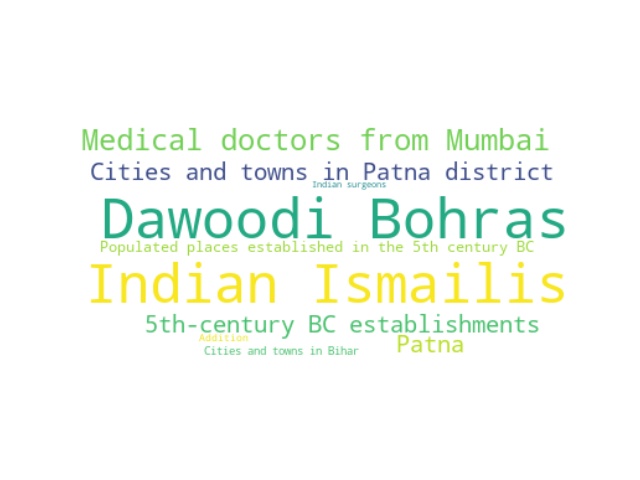 Medical doctors from Mumbai
Cities and towns in Patna district
Indian surgeons
Dawoodi Bohras
Populated places established in the 5th century BC
Indian Ismailis
5th-century BC establishments
Addition
Patna
Cities and towns in Bihar